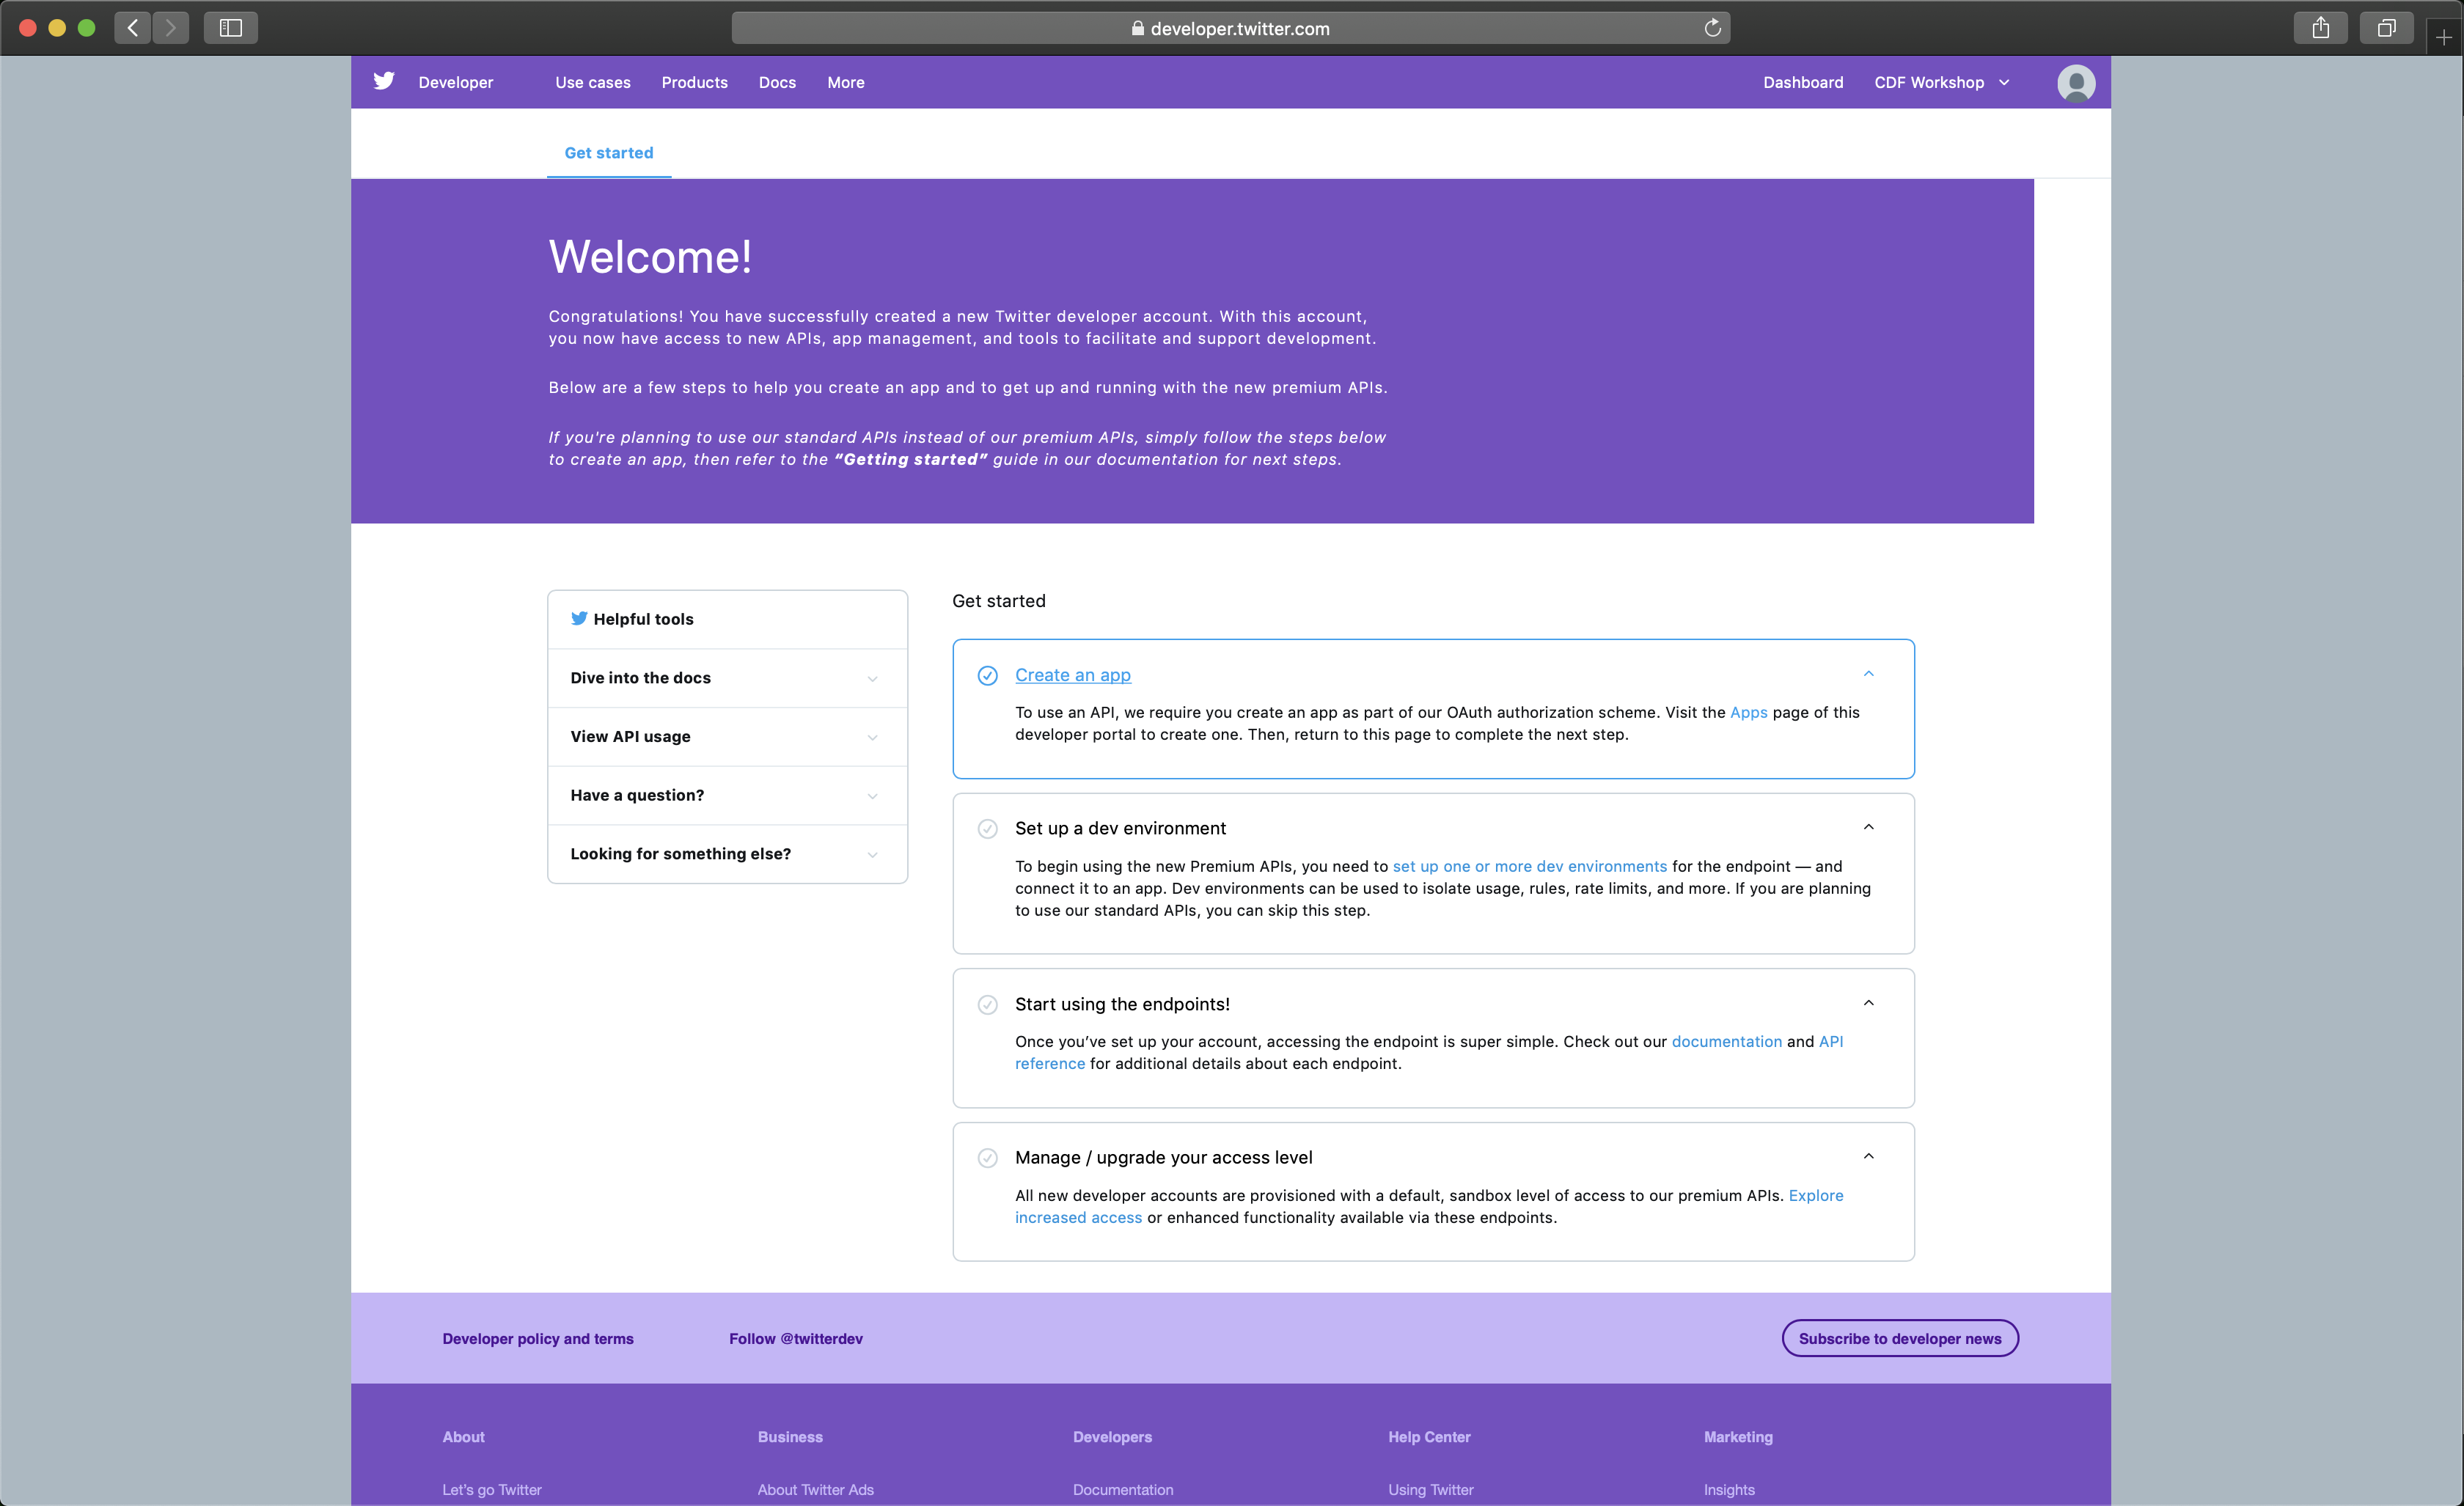 developer.twitter.com
Developer Use cases Products Docs More Dashboard CDF Workshop
Get started
Welcome!
Congratulations! You have successfully created a new Twitter developer account. With this account,
you now have access to new APIs, app management, and tools to facilitate and support development.
Below are a few steps to help you create an app and to get up and running with the new premium APIs.
If you're planning to use our standard APIs instead of our premium APIs, simply follow the steps below
to create an app, then refer to the “Getting started” guide in our documentation for next steps.
Helpful tools
Dive into the docs
View API usage
Have a question?
Looking for something else?
Get started
Create an app
To use an API, we require you create an app as part of our OAuth authorization scheme. Visit the Apps page of this
developer portal to create one. Then, return to this page to complete the next step.
Set up a dev environment
To begin using the new Premium APIs, you need to set up one or more dev environments for the endpoint — and
connect it to an app. Dev environments can be used to isolate usage, rules, rate limits, and more. If you are planning
to use our standard APIs, you can skip this step.
Start using the endpoints!
Once you’ve set up your account, accessing the endpoint is super simple. Check out our documentation and API
reference for additional details about each endpoint.
Manage / upgrade your access level
All new developer accounts are provisioned with a default, sandbox level of access to our premium APIs. Explore
increased access or enhanced functionality available via these endpoints.
Developer policy and terms Follow @twitterdev Subscribe to developer news
About Business Developers Help Center Marketing
Let's go Twitter About Twitter Ads Documentation Using Twitter Insights